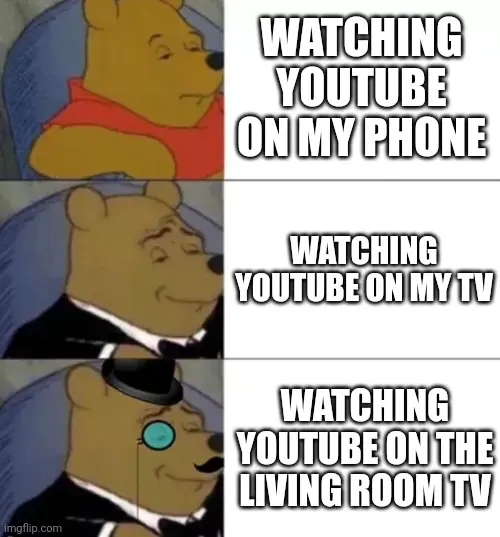 WATCHING
YOUTUBE
ON MY PHONE
WATCHING
YOUTUBE ON MY TV
WATCHING
YOUTUBE ON THE
LIVING ROOM TV
imgflip.com